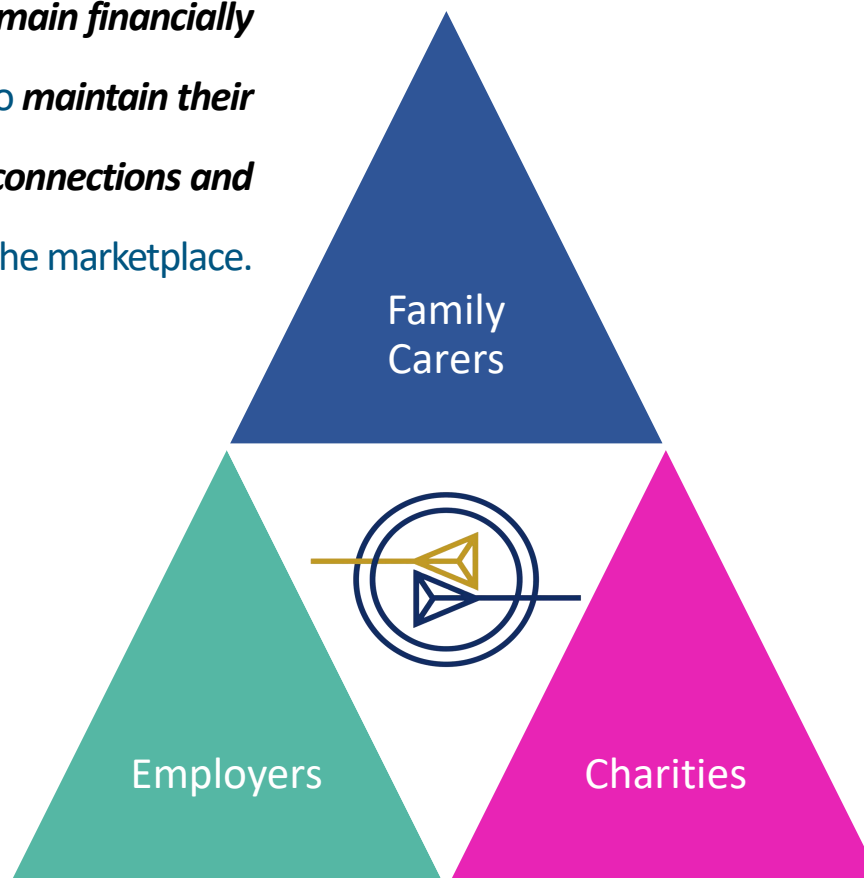 main financially
o maintain their
connections and
he marketplace.
Family
Carers
Employers
Charities